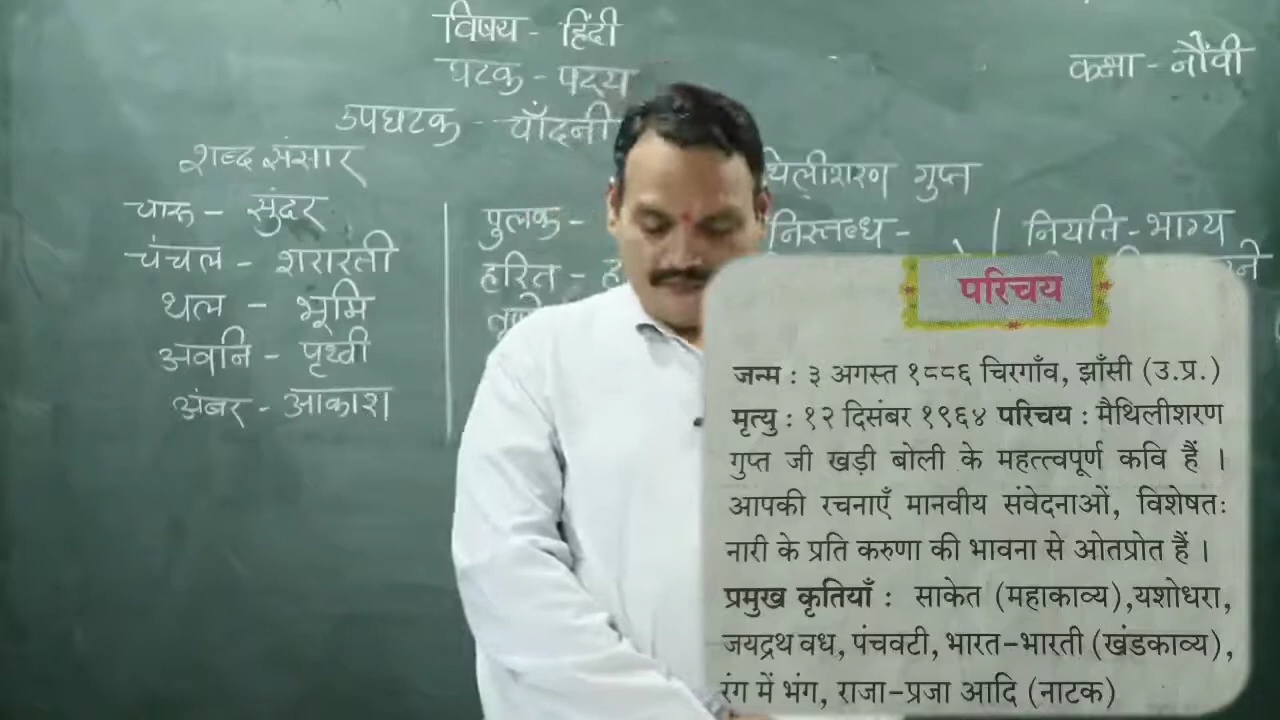 विषय - हिंदी
घटक - पद्य
कक्षा - नौंवी
उपघटक - चाँदनी
शब्द संसार
थिलीशरण गुप्त
चारु - सुंदर
चंचल - शरारती
थल - भूमि
अवनि - पृथ्वी
अंबर - आकाश
पुलक -
हरित -
निस्तब्ध -
नियति - भाग्य
परिचय
जन्म : ३ अगस्त १८८६ चिरगाँव, झाँसी (उ.प्र.)
मृत्यु : १२ दिसंबर १९६४ परिचय : मैथिलीशरण
गुप्त जी खड़ी बोली के महत्त्वपूर्ण कवि हैं ।
आपकी रचनाएँ मानवीय संवेदनाओं, विशेषतः
नारी के प्रति करुणा की भावना से ओतप्रोत हैं ।
प्रमुख कृतियाँ : साकेत (महाकाव्य),यशोधरा,
जयद्रथ वध, पंचवटी, भारत-भारती (खंडकाव्य),
रंग में भंग, राजा-प्रजा आदि (नाटक)